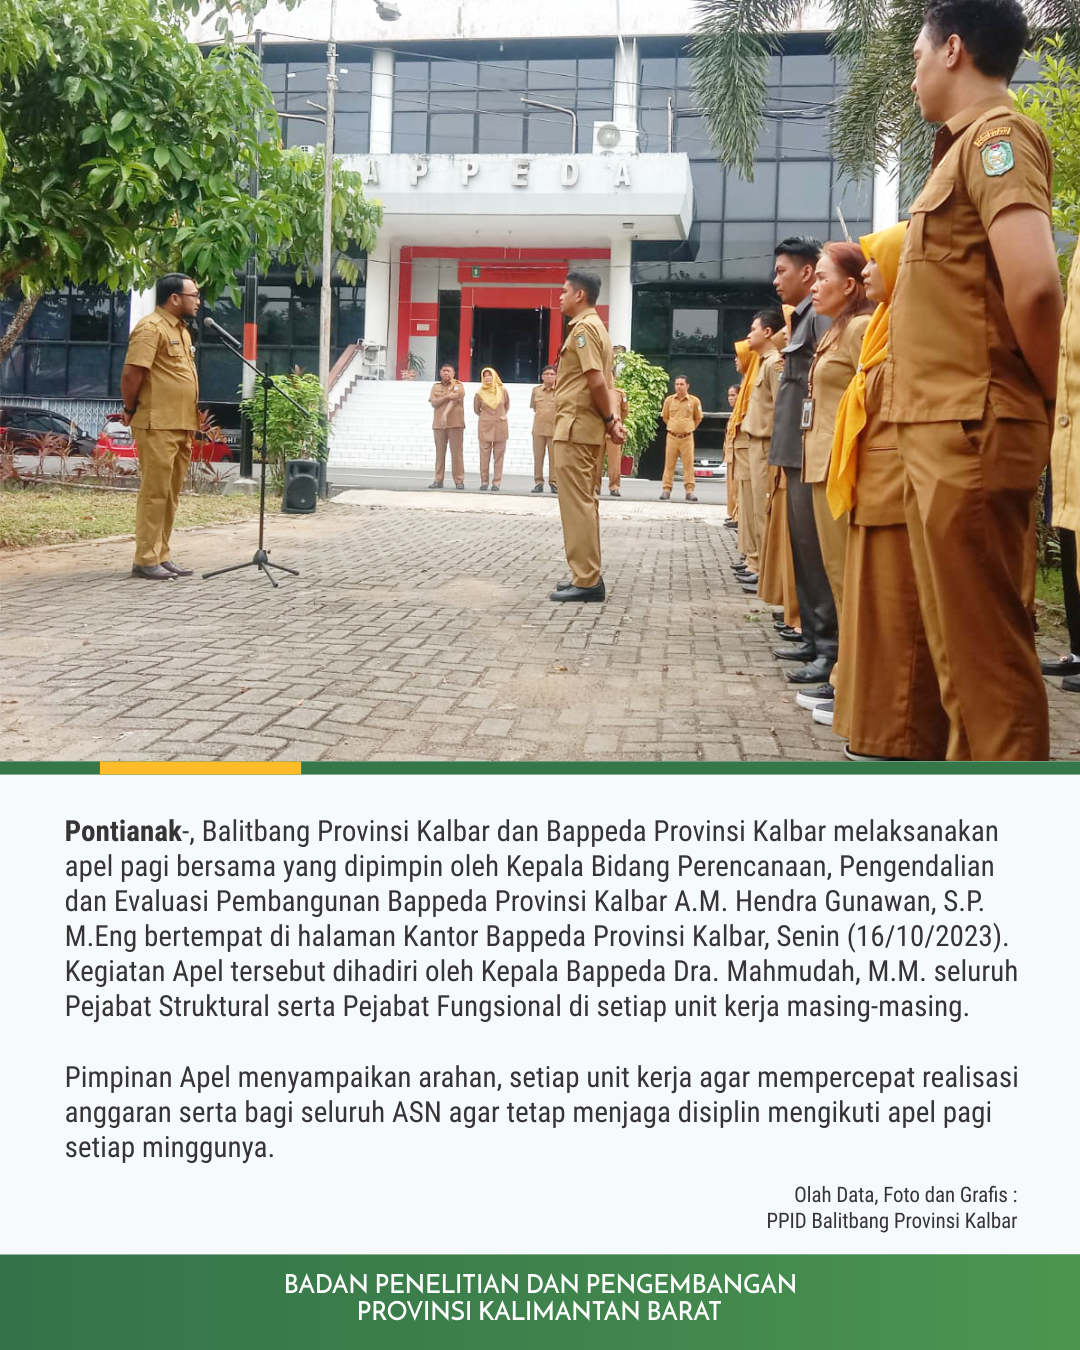 BAPPEDA
Pontianak-, Balitbang Provinsi Kalbar dan Bappeda Provinsi Kalbar melaksanakan
apel pagi bersama yang dipimpin oleh Kepala Bidang Perencanaan, Pengendalian
dan Evaluasi Pembangunan Bappeda Provinsi Kalbar A.M. Hendra Gunawan, S.P.
M.Eng bertempat di halaman Kantor Bappeda Provinsi Kalbar, Senin (16/10/2023).
Kegiatan Apel tersebut dihadiri oleh Kepala Bappeda Dra. Mahmudah, M.M. seluruh
Pejabat Struktural serta Pejabat Fungsional di setiap unit kerja masing-masing.
Pimpinan Apel menyampaikan arahan, setiap unit kerja agar mempercepat realisasi
anggaran serta bagi seluruh ASN agar tetap menjaga disiplin mengikuti apel pagi
setiap minggunya.
Olah Data, Foto dan Grafis :
PPID Balitbang Provinsi Kalbar
BADAN PENELITIAN DAN PENGEMBANGAN
PROVINSI KALIMANTAN BARAT